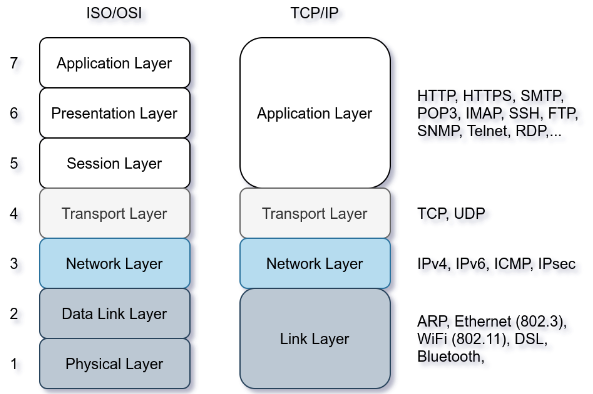 ISO/OSI
TCP/IP
7
Application Layer
6
Presentation Layer
5
Session Layer
4
Transport Layer
3
Network Layer
2
Data Link Layer
1
Physical Layer
Application Layer
Transport Layer
Network Layer
Link Layer
HTTP, HTTPS, SMTP,
POP3, IMAP, SSH, FTP,
SNMP, Telnet, RDP,...
TCP, UDP
IPv4, IPv6, ICMP, IPsec
ARP, Ethernet (802.3),
WiFi (802.11), DSL,
Bluetooth,